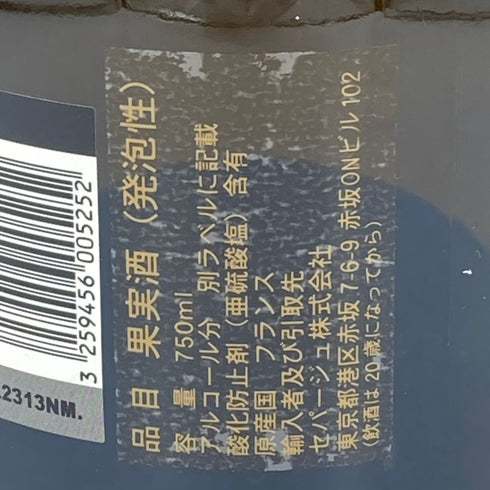 品目 果実酒 (発泡性)
容量 750ml
アルコール分 別ラベルに記載
酸化防止剤 (亜硫酸塩) 含有
原産国 フランス
輸入者及び引取先
セパージュ株式会社
東京都港区赤坂 7-6-9 赤坂ONビル 102
(飲酒は20歳になってから)
3 259456 005252
2313NM.